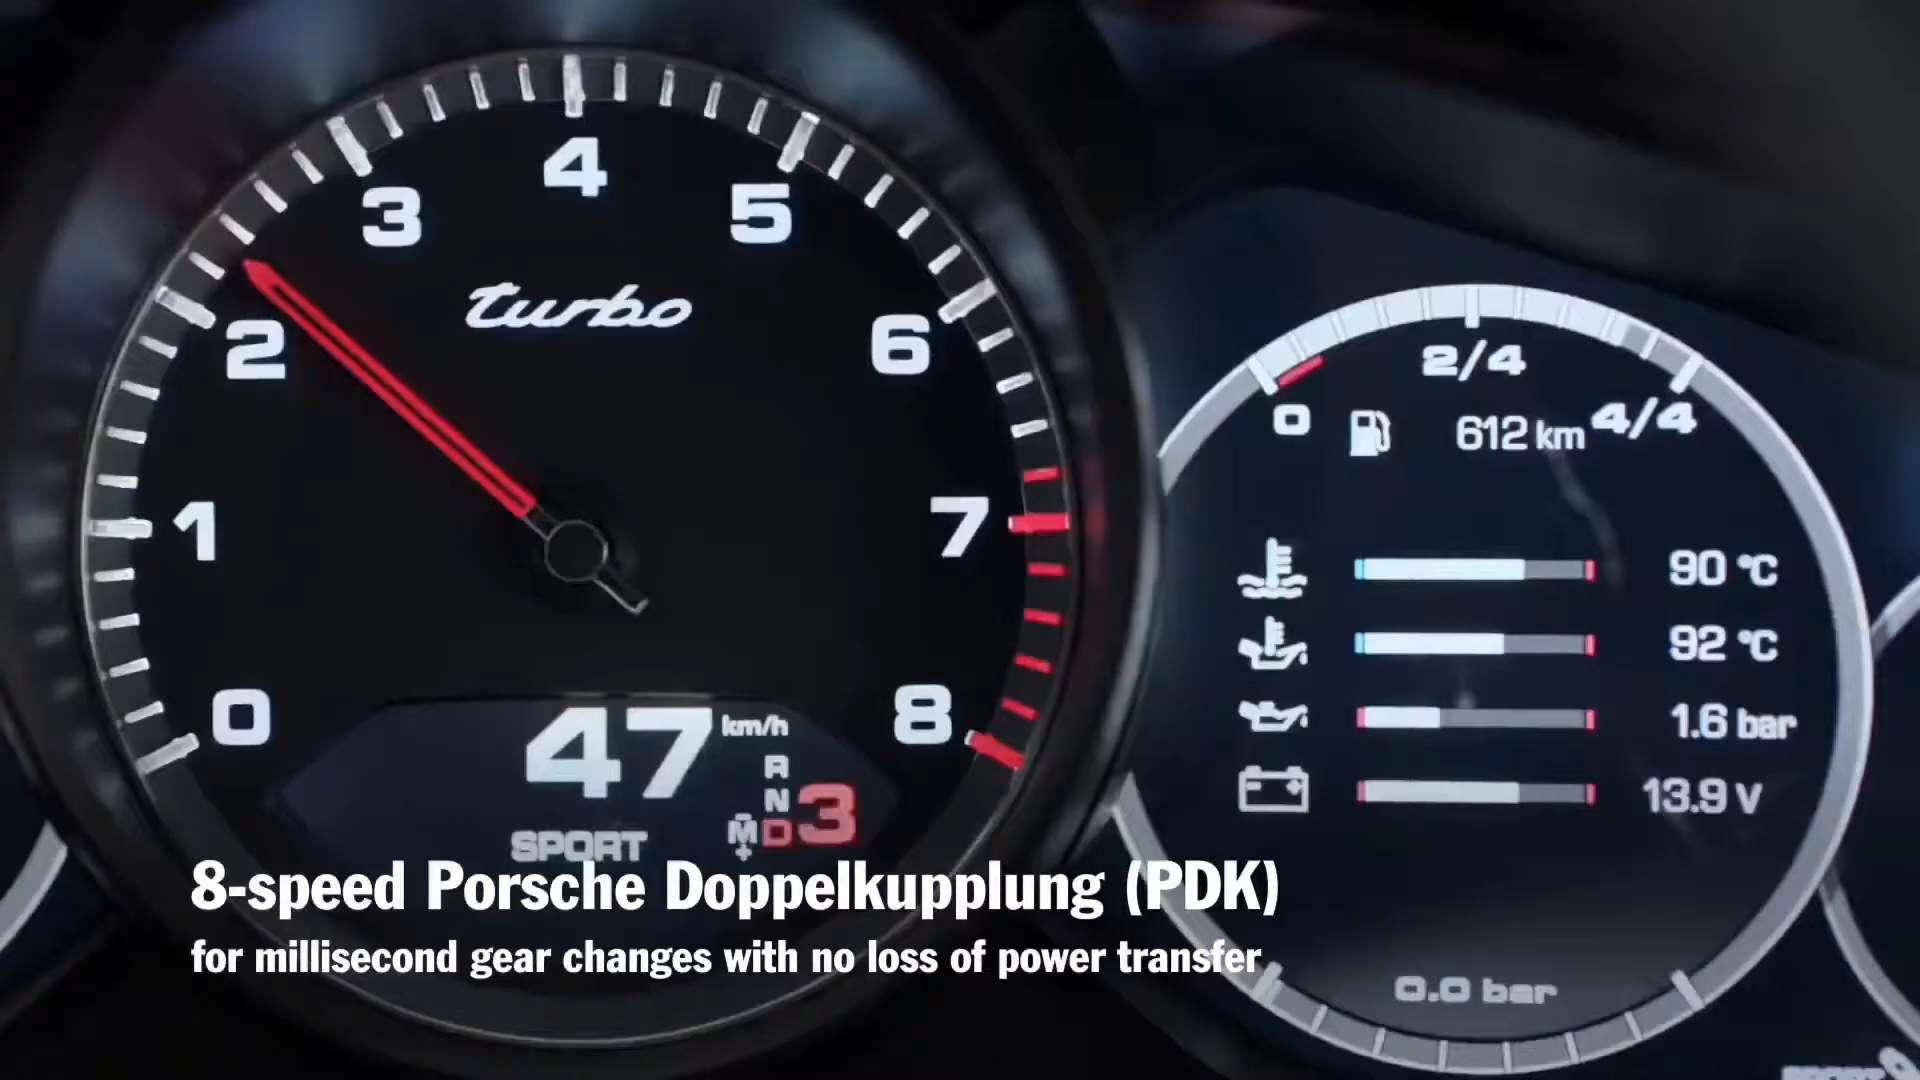 4
3
5
turbo
2
6
1
7
0
8
47 km/h
R
N
M D 3
-
+
SPORT
2/4
0
4/4
612 km
90 °C
92 °C
1.6 bar
13.9 V
0.0 bar
8-speed Porsche Doppelkupplung (PDK)
for millisecond gear changes with no loss of power transfer